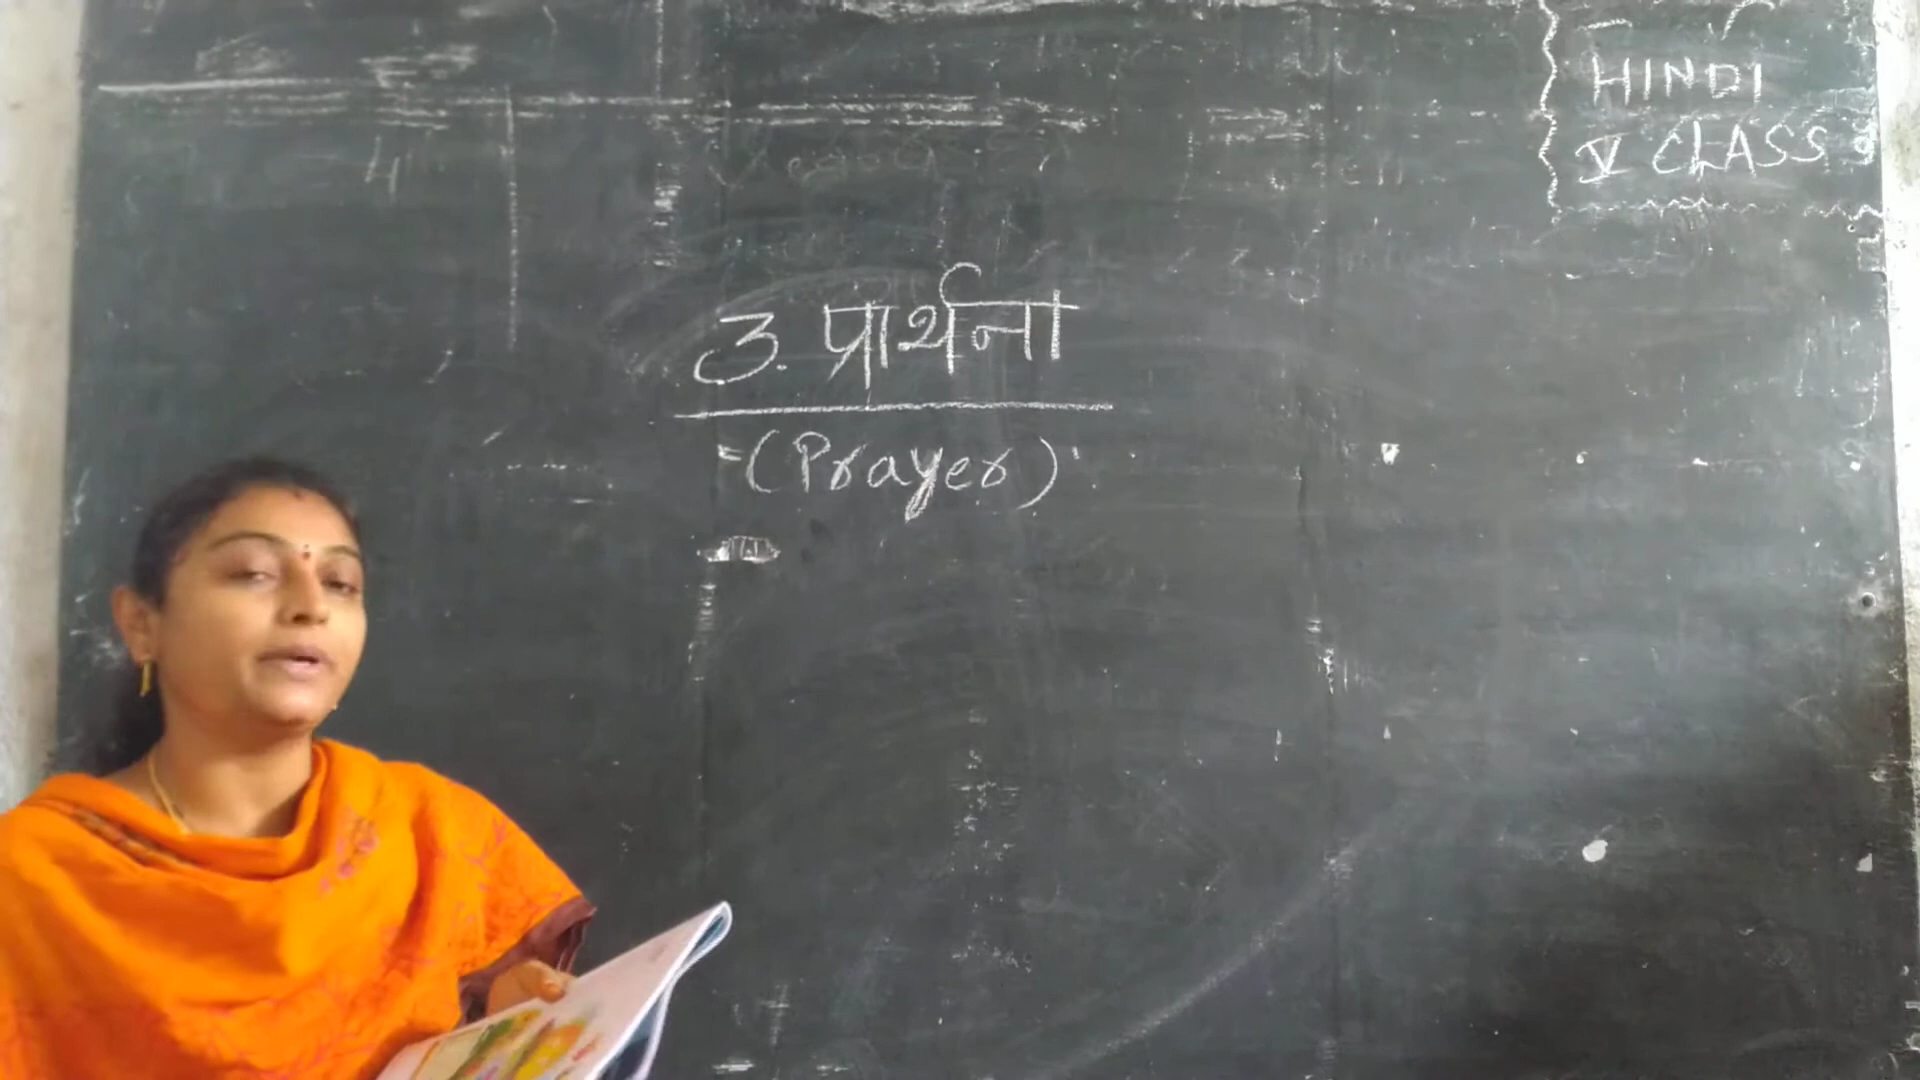 HINDI
V CLASS
3. प्रार्थना
(Prayer)